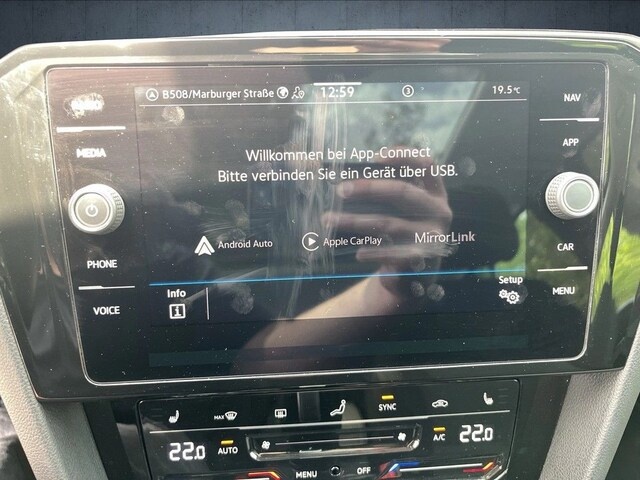 B508/Marburger Straße 12:59 3 19.5°C
NAV
MEDIA
APP
Willkommen bei App-Connect
Bitte verbinden Sie ein Gerät über USB.
Android Auto Apple CarPlay MirrorLink
PHONE
CAR
Info
Setup
VOICE
MENU
MAX
SYNC
22.0 AUTO
A/C 22.0
MENU OFF